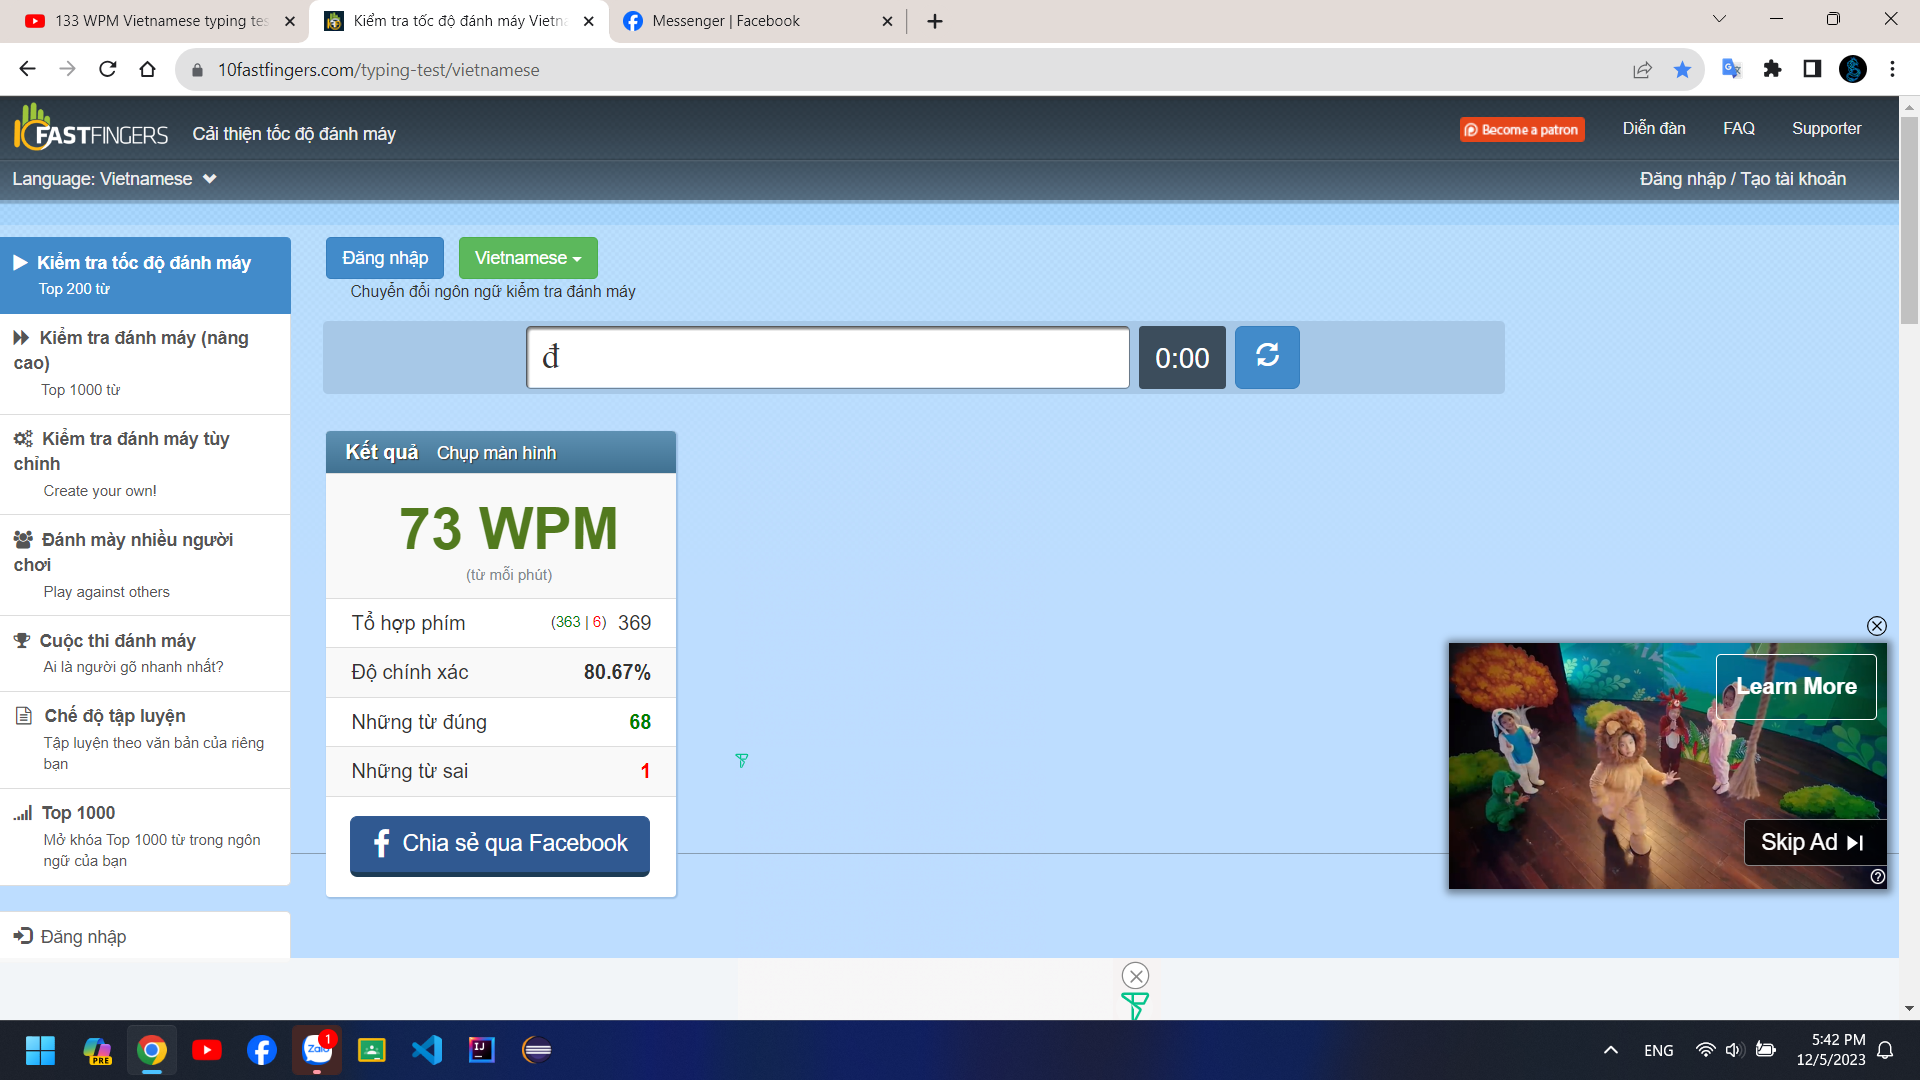 133 WPM Vietnamese typing tes
Kiểm tra tốc độ đánh máy Vietna
Messenger | Facebook
10fastfingers.com/typing-test/vietnamese
10FASTFINGERS
Cải thiện tốc độ đánh máy
Become a patron
Diễn đàn
FAQ
Supporter
Language: Vietnamese
Đăng nhập / Tạo tài khoản
Kiểm tra tốc độ đánh máy
Top 200 từ
Kiểm tra đánh máy (nâng
cao)
Top 1000 từ
Kiểm tra đánh máy tùy
chỉnh
Create your own!
Đánh mày nhiều người
chơi
Play against others
Cuộc thi đánh máy
Ai là người gõ nhanh nhất?
Chế độ tập luyện
Tập luyện theo văn bản của riêng
bạn
Top 1000
Mở khóa Top 1000 từ trong ngôn
ngữ của bạn
Đăng nhập
Đăng nhập
Vietnamese
Chuyển đổi ngôn ngữ kiểm tra đánh máy
đ
0:00
Kết quả
Chụp màn hình
73 WPM
(từ mỗi phút)
Tổ hợp phím (363 | 6) 369
Độ chính xác 80.67%
Những từ đúng 68
Những từ sai 1
Chia sẻ qua Facebook
Learn More
Skip Ad
PRE
Zalo
1
IJ
ENG
5:42 PM
12/5/2023